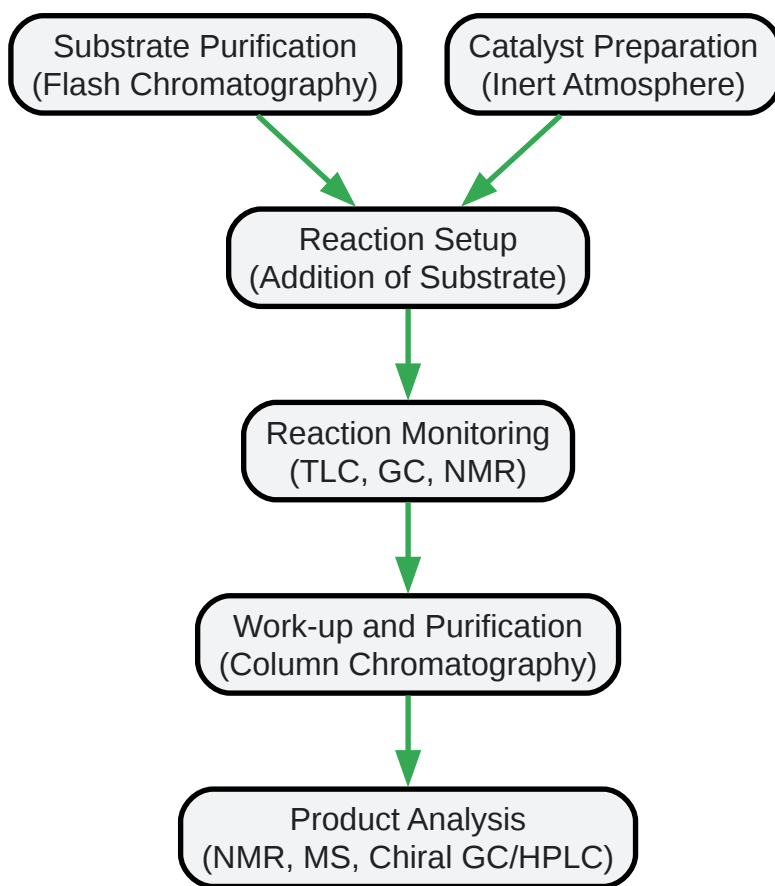 Substrate Purification
(Flash Chromatography)
Catalyst Preparation
(Inert Atmosphere)
Reaction Setup
(Addition of Substrate)
Reaction Monitoring
(TLC, GC, NMR)
Work-up and Purification
(Column Chromatography)
Product Analysis
(NMR, MS, Chiral GC/HPLC)